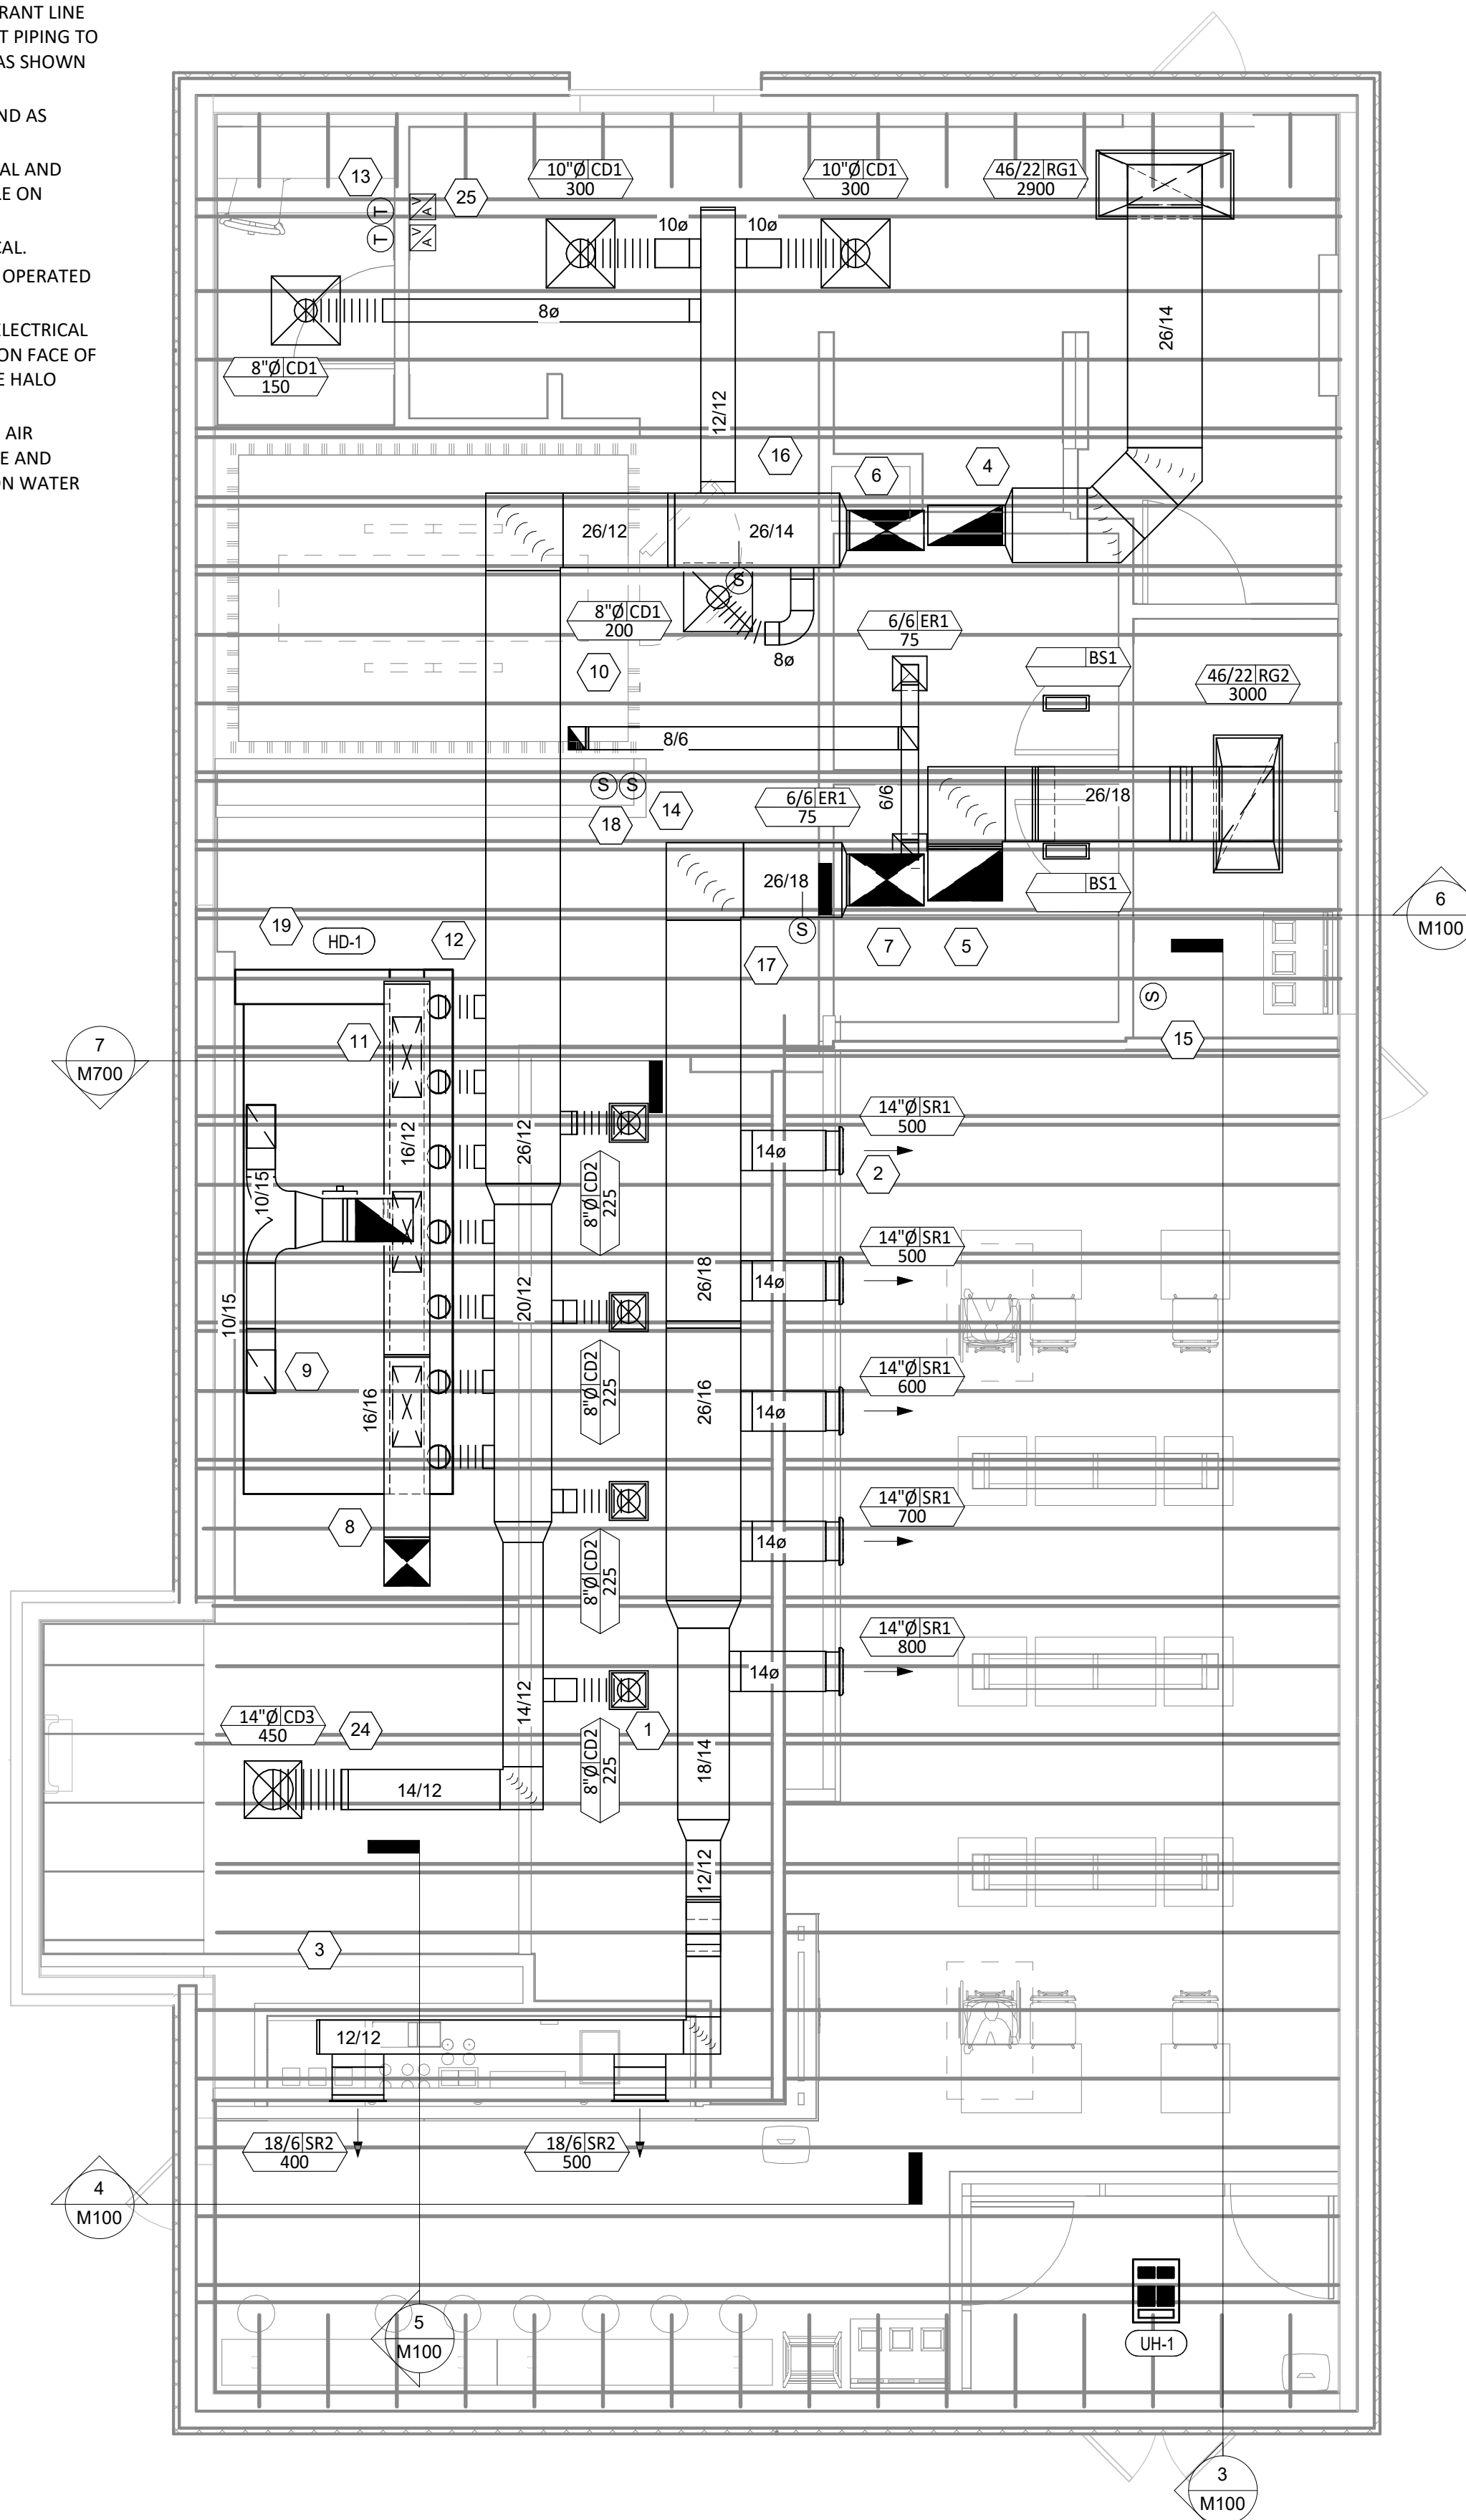 RANT LINE
T PIPING TO
AS SHOWN
ND AS
AL AND
LE ON
CAL.
OPERATED
ELECTRICAL
ON FACE OF
E HALO
AIR
E AND
ON WATER
13
T
T
V
A
V
A
25
10"Ø CD1
300
10"Ø CD1
300
46/22 RG1
2900
10ø
10ø
8ø
26/14
8"Ø CD1
150
12/12
16
6
4
26/12
26/14
S
8"Ø CD1
200
8ø
6/6 ER1
75
10
BS1
46/22 RG2
3000
8/6
S
S
14
18
6/6 ER1
75
6/6
26/18
26/18
BS1
S
6
M100
19
HD-1
12
17
7
5
S
15
11
7
M700
16/12
26/12
14"Ø SR1
500
14ø
2
8"Ø CD2
225
10/15
14"Ø SR1
500
14ø
26/18
20/12
10/15
9
16/16
8"Ø CD2
225
26/16
14"Ø SR1
600
14ø
8
14"Ø SR1
700
14ø
8"Ø CD2
225
14"Ø SR1
800
14ø
14"Ø CD3
450
24
14/12
1
8"Ø CD2
225
18/14
14/12
12/12
3
12/12
18/6 SR2
400
18/6 SR2
500
4
M100
5
M100
UH-1
3
M100